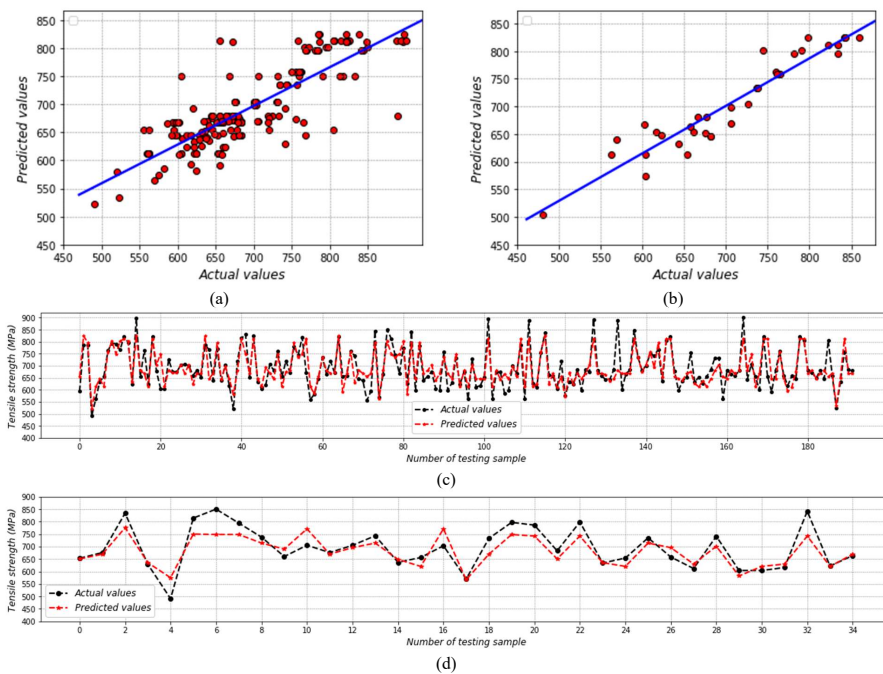 850
800
750
700
650
600
550
500
450
Predicted values
450 500 550 600 650 700 750 800 850
Actual values
(a)
850
800
750
700
650
600
550
500
450
Predicted values
500 550 600 650 700 750 800 850
Actual values
(b)
900
850
800
750
700
650
600
550
500
450
400
Tensile strength (MPa)
Actual values
Predicted values
0 20 40 60 80 100 120 140 160 180
Number of testing sample
(c)
900
850
800
750
700
650
600
550
500
450
400
Tensile strength (MPa)
Actual values
Predicted values
0 2 4 6 8 10 12 14 16 18 20 22 24 26 28 30 32 34
Number of testing sample
(d)